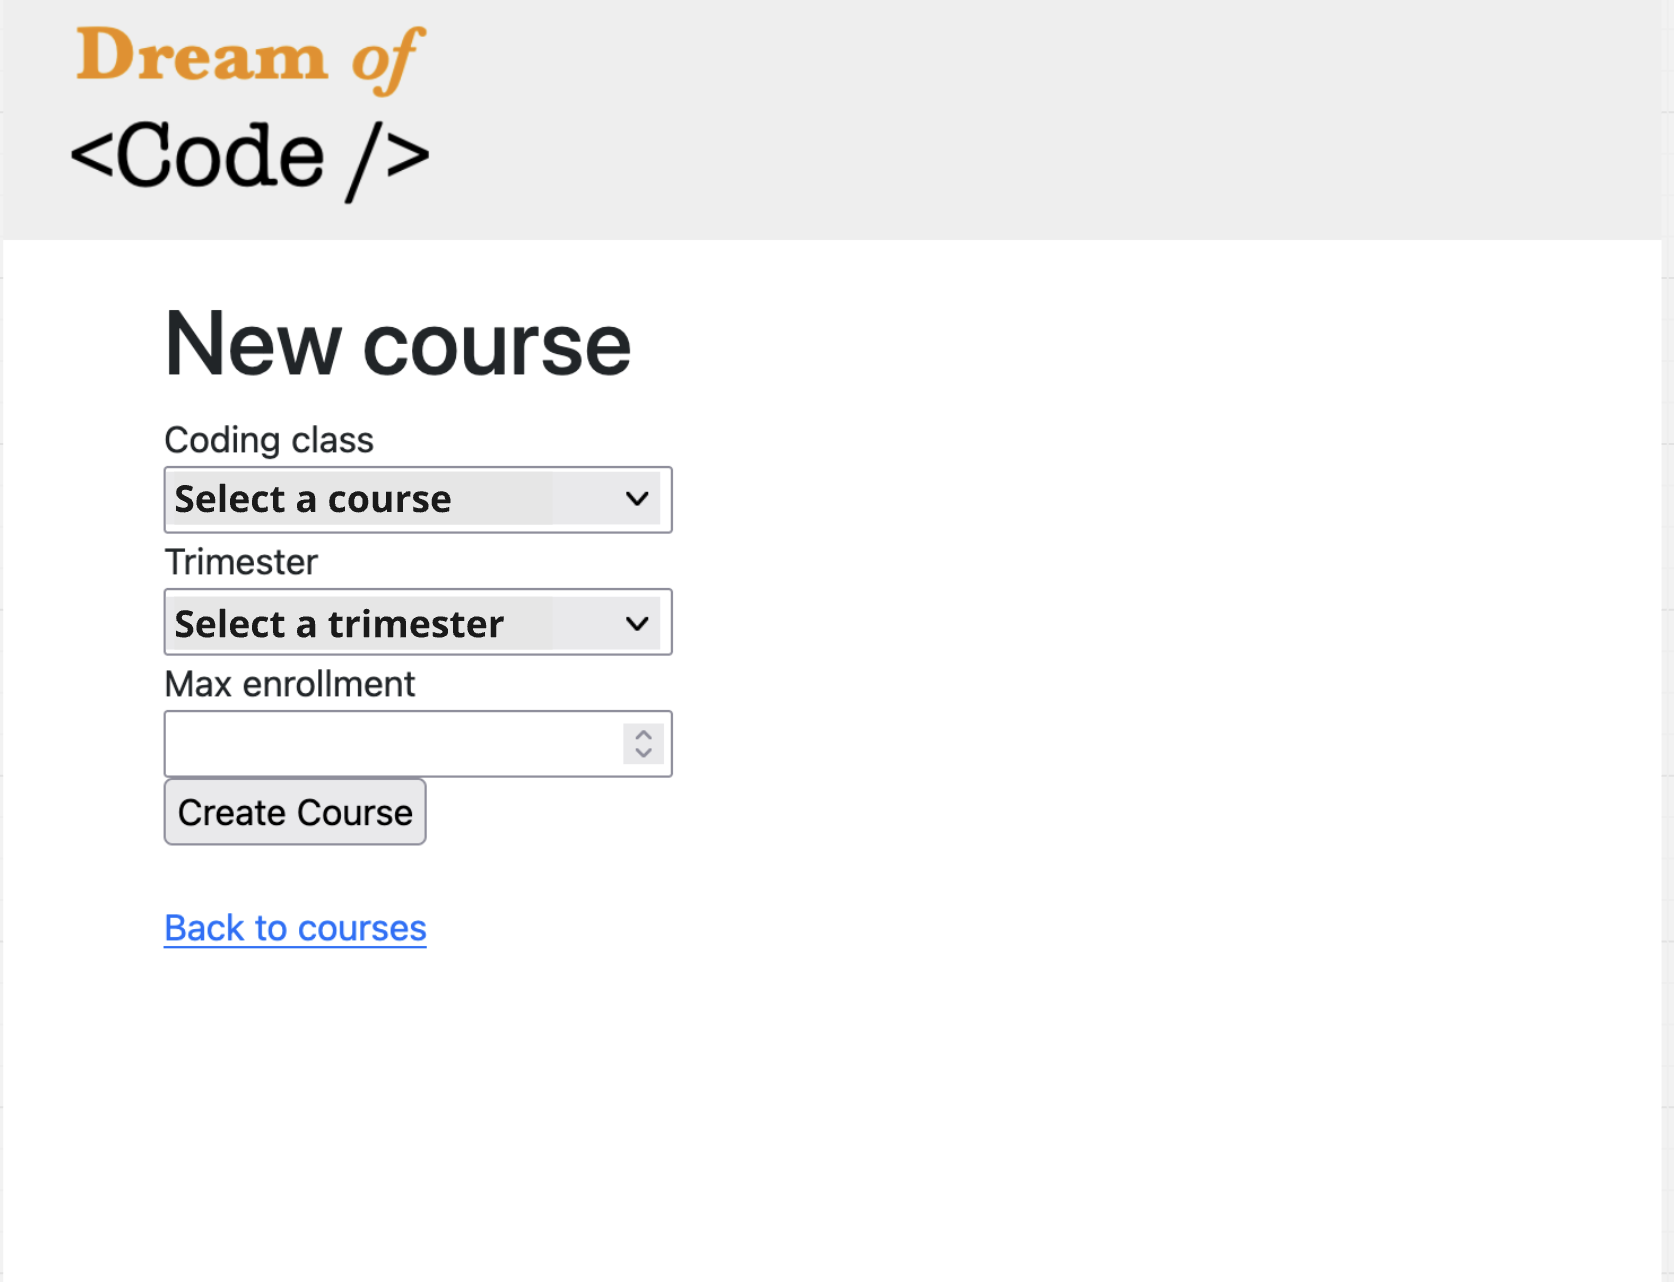 Dream of
<Code />
New course
Coding class
Select a course
Trimester
Select a trimester
Max enrollment
Create Course
Back to courses